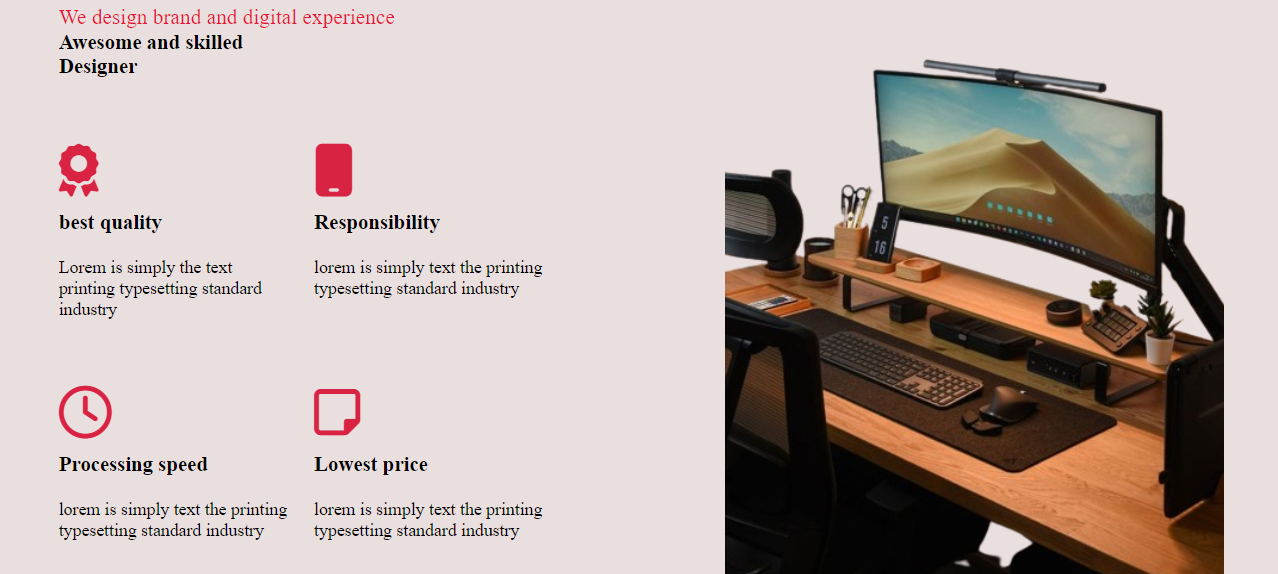 We design brand and digital experience
Awesome and skilled
Designer
best quality
Responsibility
Lorem is simply the text
printing typesetting standard
industry
lorem is simply text the printing
typesetting standard industry
Processing speed
Lowest price
lorem is simply text the printing
typesetting standard industry
lorem is simply text the printing
typesetting standard industry
5
16